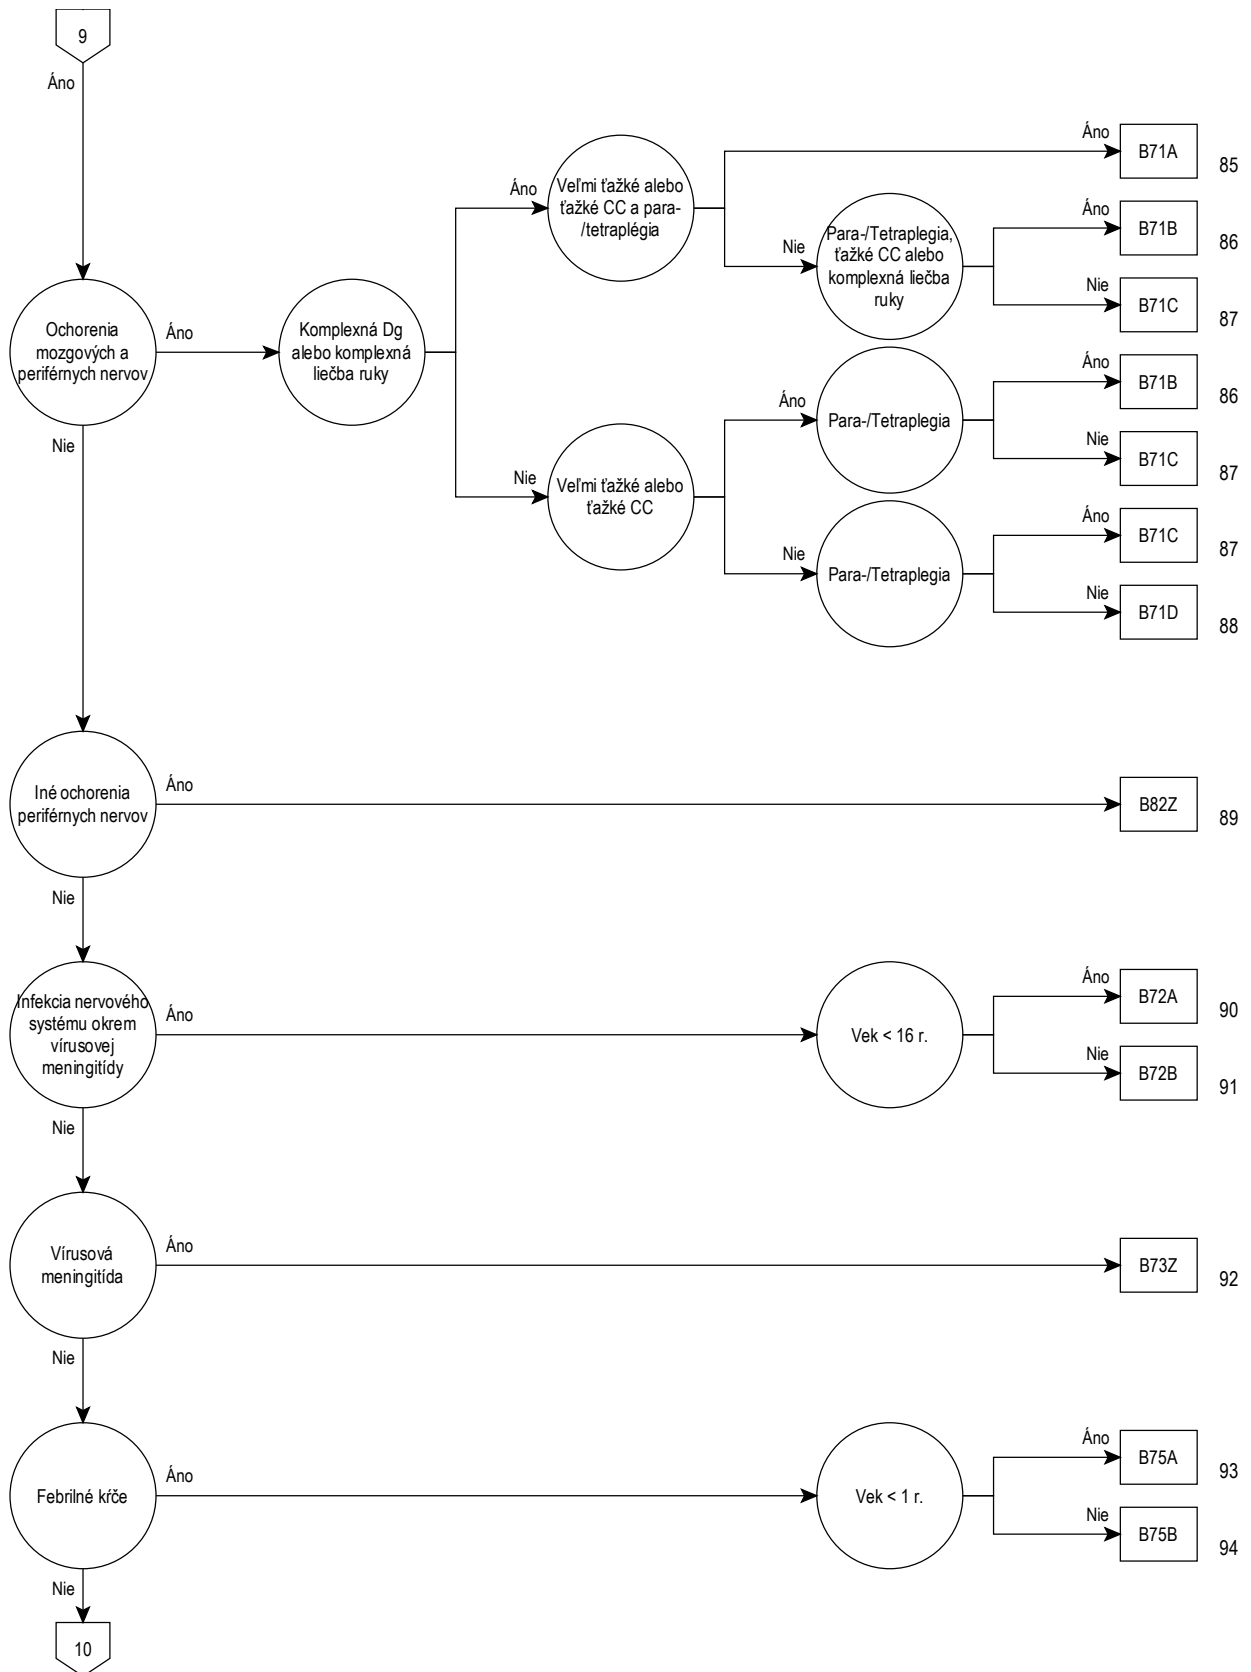 9
Áno
Áno
B71A
85
Veľmi ťažké alebo
ťažké CC a para-
/tetraplégia
Áno
Áno
B71B
86
Nie
Para-/Tetraplegia,
ťažké CC alebo
komplexná liečba
ruky
Nie
B71C
87
Ochorenia
mozgových a
periférnych nervov
Áno
Komplexná Dg
alebo komplexná
liečba ruky
Áno
B71B
86
Áno
Para-/Tetraplegia
Nie
B71C
87
Nie
Nie
Veľmi ťažké alebo
ťažké CC
Áno
B71C
87
Nie
Para-/Tetraplegia
Nie
B71D
88
Iné ochorenia
periférnych nervov
Áno
B82Z
89
Nie
Infekcia nervového
systému okrem
vírusovej
meningitídy
Áno
Vek < 16 r.
Áno
B72A
90
Nie
B72B
91
Nie
Vírusová
meningitída
Áno
B73Z
92
Nie
Febrilné kŕče
Áno
Vek < 1 r.
Áno
B75A
93
Nie
B75B
94
Nie
10